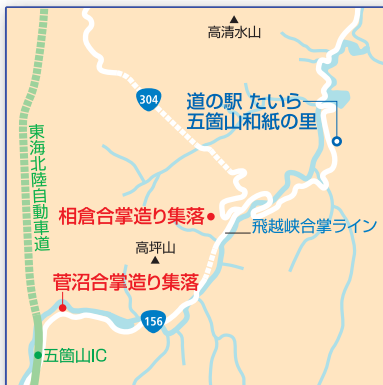 高清水山
304
道の駅 たいら
五箇山和紙の里
東海北陸自動車道
相倉合掌造り集落
飛越峡合掌ライン
高坪山
菅沼合掌造り集落
156
五箇山IC